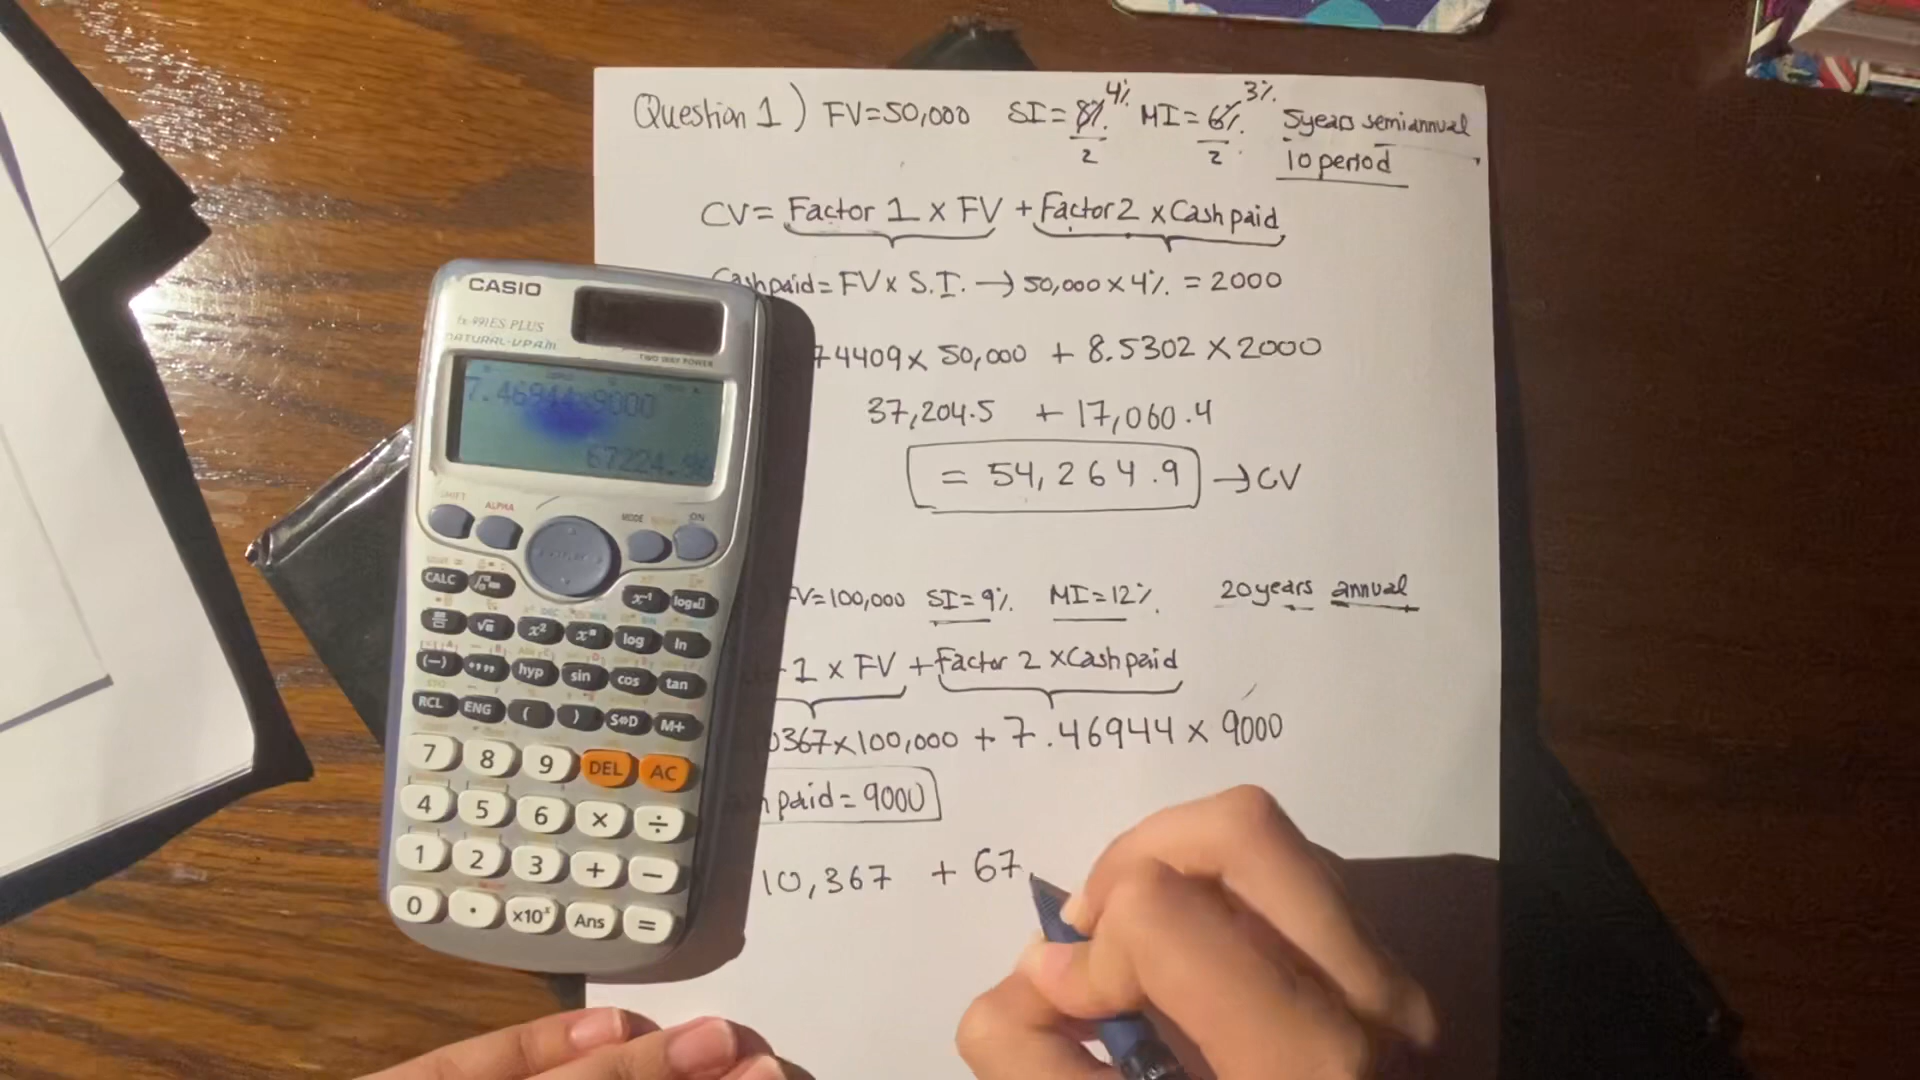 Question 1) FV=50,000 SI=8%/2 4% MI=6%/2 3% 5years semiannual
10 period
CV= Factor 1 x FV + Factor 2 x Cash paid
Cash paid= FV x S.I. → 50,000 x 4% = 2000
74409 x 50,000 + 8.5302 x 2000
37,204.5 + 17,060.4
= 54,264.9 → CV
FV=100,000 SI=9% MI=12% 20years annual
1 x FV + Factor 2 x Cash paid
0367x100,000 + 7.46944 x 9000
paid=9000
10,367 + 67,
CASIO
fx-991ES PLUS
NATURAL-V.P.A.M.
TWO WAY POWER
7.46944×9000
67224.96
SHIFT ALPHA MODE ON
CALC x⁻¹ log
√ x² log ln
(−) hyp sin cos tan
RCL ENG ( ) S⇔D M+
7 8 9 DEL AC
4 5 6 × ÷
1 2 3 + −
0 . ×10ˣ Ans =